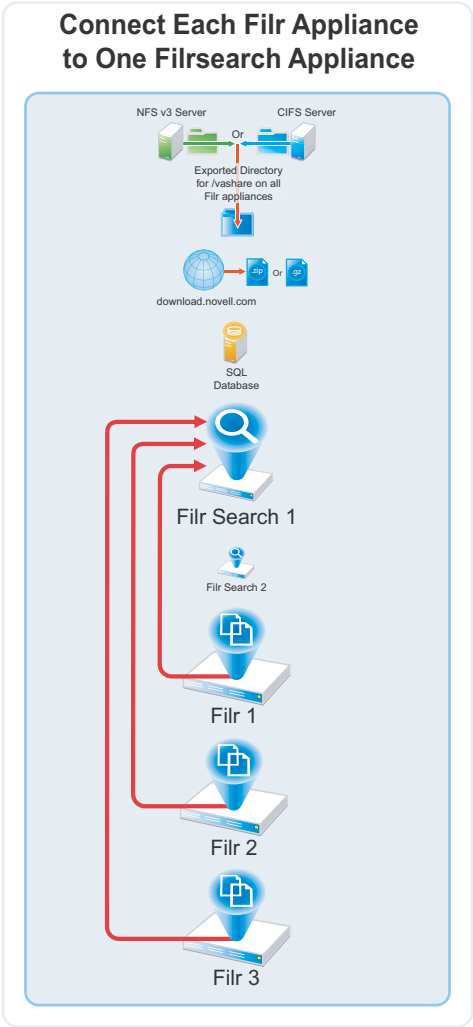 Connect Each Filr Appliance
to One Filrsearch Appliance
NFS v3 Server
CIFS Server
Or
Exported Directory
for /vashare on all
Filr appliances
.zip
Or
.gz
download.novell.com
SQL
Database
Filr Search 1
Filr Search 2
Filr 1
Filr 2
Filr 3